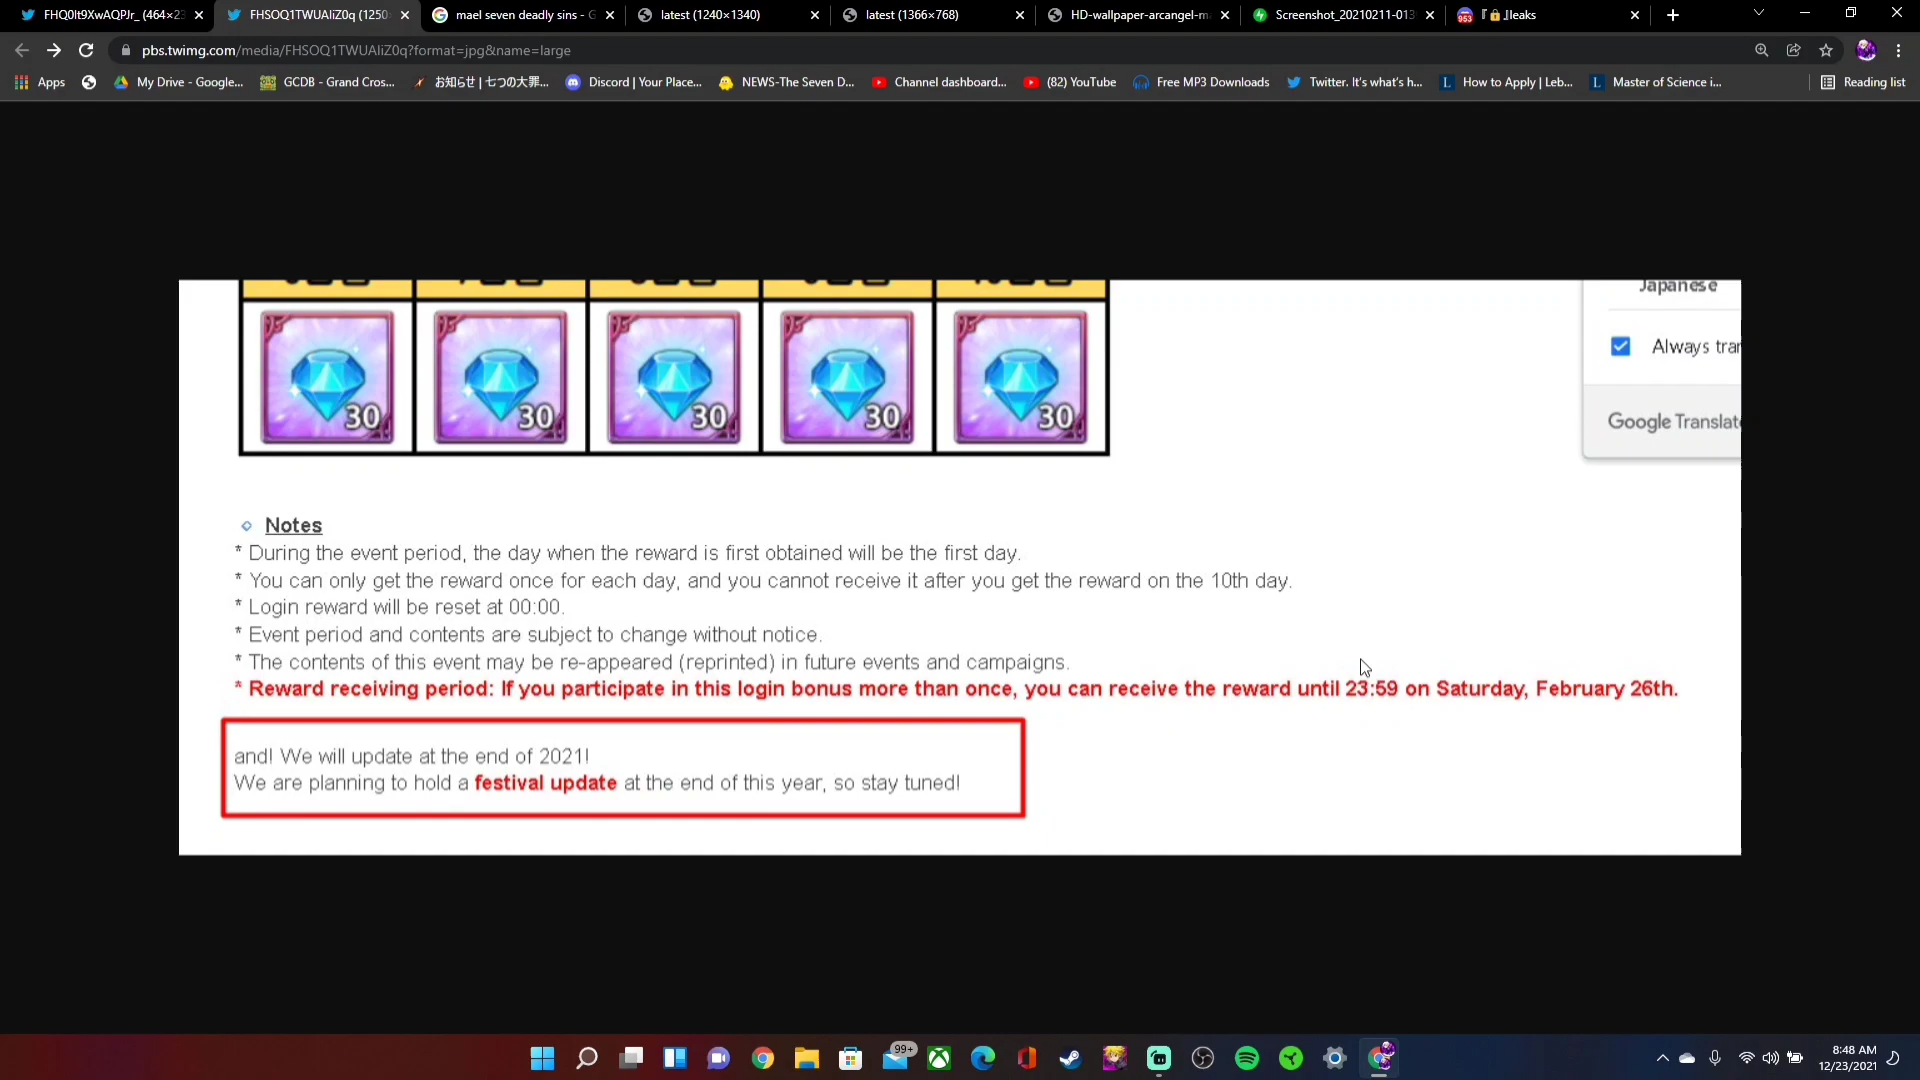 FHQ0lt9XwAQPJr_ (464×23
FHSOQ1TWUAIiZ0q (1250
mael seven deadly sins - G
latest (1240×1340)
latest (1366×768)
HD-wallpaper-arcangel-m
Screenshot_20210211-013
953
『🔒』leaks
pbs.twimg.com/media/FHSOQ1TWUAIiZ0q?format=jpg&name=large
Apps
My Drive - Google...
GCDB - Grand Cros...
お知らせ | 七つの大罪...
Discord | Your Place...
NEWS-The Seven D...
Channel dashboard...
(82) YouTube
Free MP3 Downloads
Twitter. It's what's h...
L How to Apply | Leb...
L Master of Science i...
Reading list
30 30 30 30 30
Japanese
Always tran
Google Translate
Notes
* During the event period, the day when the reward is first obtained will be the first day.
* You can only get the reward once for each day, and you cannot receive it after you get the reward on the 10th day.
* Login reward will be reset at 00:00.
* Event period and contents are subject to change without notice.
* The contents of this event may be re-appeared (reprinted) in future events and campaigns.
* Reward receiving period: If you participate in this login bonus more than once, you can receive the reward until 23:59 on Saturday, February 26th.
and! We will update at the end of 2021!
We are planning to hold a festival update at the end of this year, so stay tuned!
99+
8:48 AM
12/23/2021